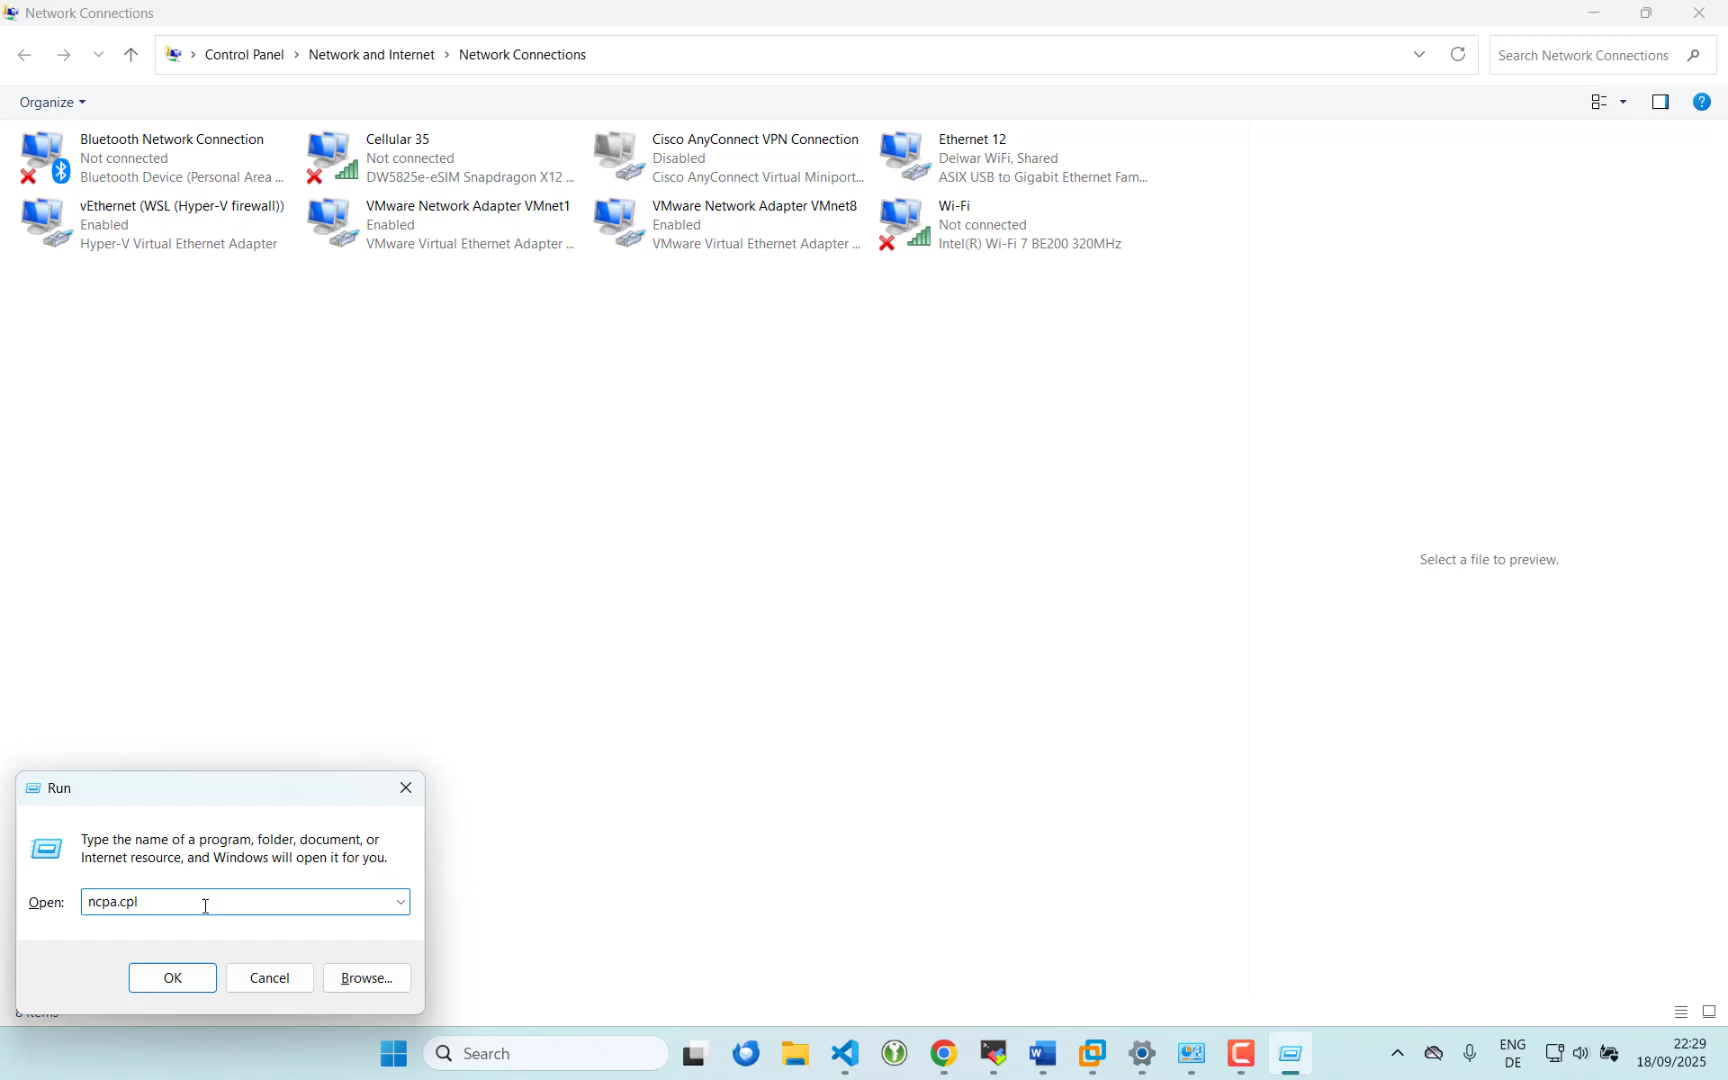 Network Connections
Control Panel > Network and Internet > Network Connections
Search Network Connections
Organize
Bluetooth Network Connection
Not connected
Bluetooth Device (Personal Area ...
Cellular 35
Not connected
DW5825e-eSIM Snapdragon X12 ...
Cisco AnyConnect VPN Connection
Disabled
Cisco AnyConnect Virtual Miniport...
Ethernet 12
Delwar WiFi, Shared
ASIX USB to Gigabit Ethernet Fam...
vEthernet (WSL (Hyper-V firewall))
Enabled
Hyper-V Virtual Ethernet Adapter
VMware Network Adapter VMnet1
Enabled
VMware Virtual Ethernet Adapter ...
VMware Network Adapter VMnet8
Enabled
VMware Virtual Ethernet Adapter ...
Wi-Fi
Not connected
Intel(R) Wi-Fi 7 BE200 320MHz
Select a file to preview.
Run
Type the name of a program, folder, document, or
Internet resource, and Windows will open it for you.
Open: ncpa.cpl
OK Cancel Browse...
Search
ENG
DE
22:29
18/09/2025